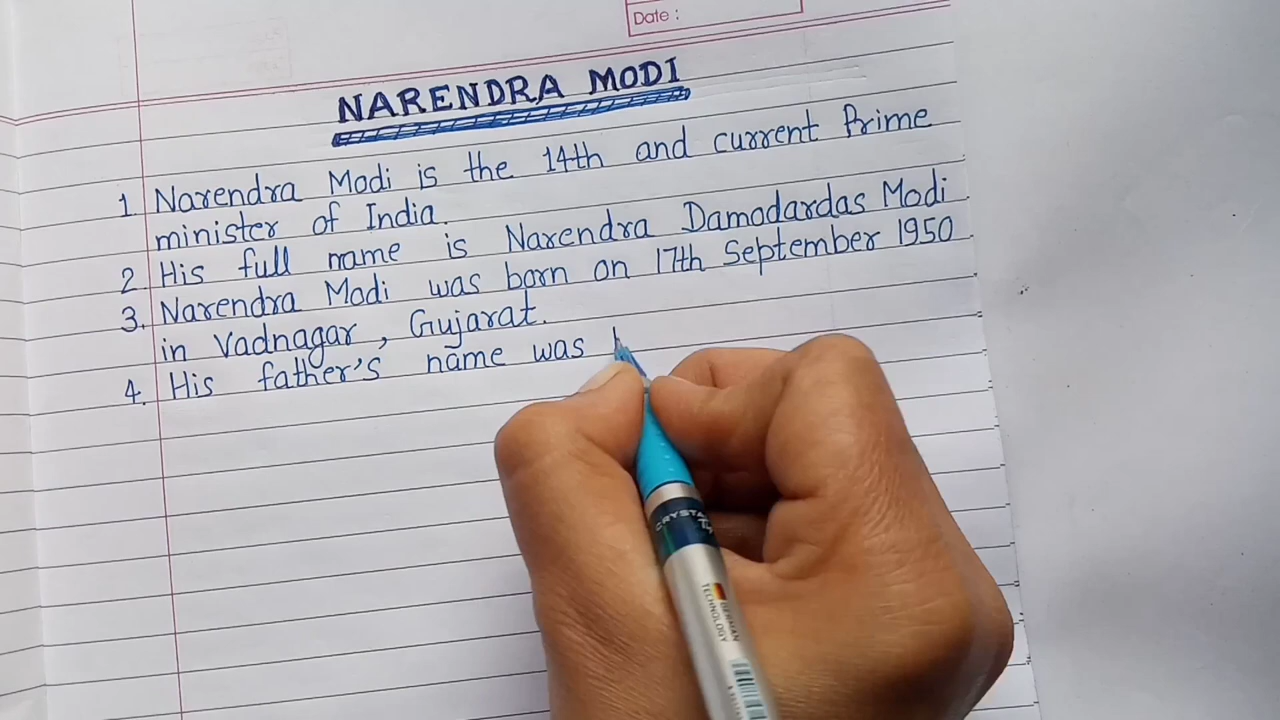 Date :
NARENDRA MODI
1. Narendra Modi is the 14th and current Prime
minister of India.
2. His full name is Narendra Damodardas Modi.
3. Narendra Modi was born on 17th September 1950
in Vadnagar, Gujarat.
4. His father's name was
GERMAN
TECHNOLOGY